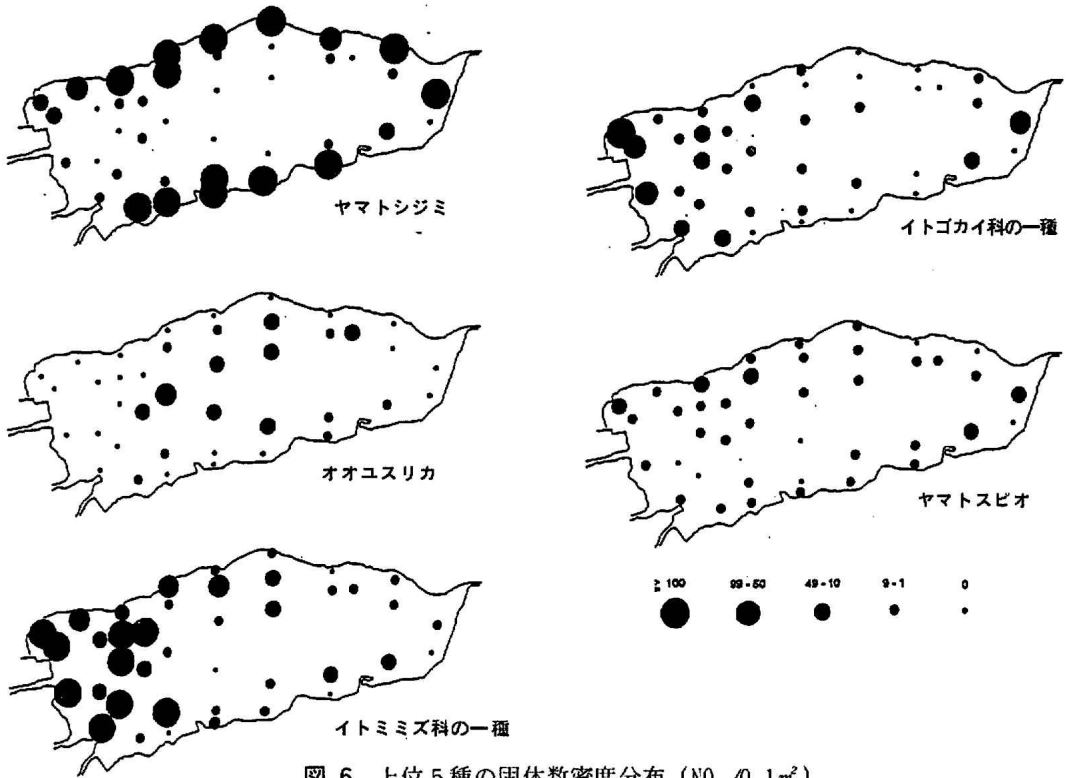 ヤマトシジミ
イトゴカイ科の一種
オオユスリカ
ヤマトスピオ
≧100 99-50 49-10 9-1 0
イトミミズ科の一種
図 6 上位5種の固体数密度分布 (NO./0.1m²)